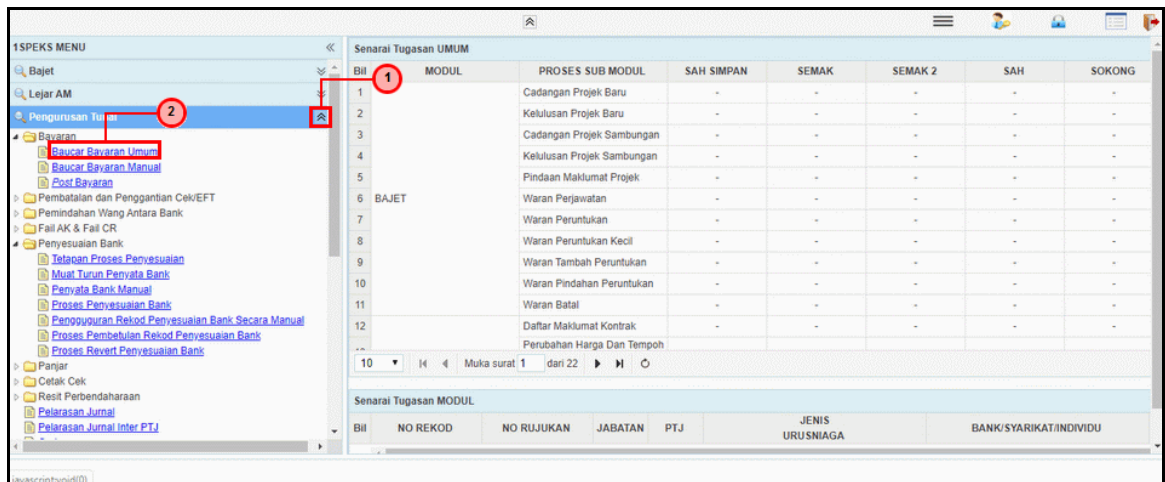 1SPEKS MENU
Bajet
Lejar AM
Pengurusan Tunai
2
1
Bayaran
Baucar Bayaran Umum
Baucar Bayaran Manual
Post Bayaran
Pembatalan dan Penggantian Cek/EFT
Pemindahan Wang Antara Bank
Fail AK & Fail CR
Penyesuaian Bank
Tetapan Proses Penyesuaian
Muat Turun Penyata Bank
Penyata Bank Manual
Proses Penyesuaian Bank
Pengguguran Rekod Penyesuaian Bank Secara Manual
Proses Pembetulan Rekod Penyesuaian Bank
Proses Revert Penyesuaian Bank
Panjar
Cetak Cek
Resit Perbendaharaan
Pelarasan Jurnal
Pelarasan Jurnal Inter PTJ
Senarai Tugasan UMUM
Bil MODUL PROSES SUB MODUL SAH SIMPAN SEMAK SEMAK 2 SAH SOKONG
1 Cadangan Projek Baru - - - - -
2 Kelulusan Projek Baru - - - - -
3 Cadangan Projek Sambungan - - - - -
4 Kelulusan Projek Sambungan - - - - -
5 Pindaan Maklumat Projek - - - - -
6 BAJET Waran Perjawatan - - - - -
7 Waran Peruntukan - - - - -
8 Waran Peruntukan Kecil - - - - -
9 Waran Tambah Peruntukan - - - - -
10 Waran Pindahan Peruntukan - - - - -
11 Waran Batal - - - - -
12 Daftar Maklumat Kontrak - - - - -
Perubahan Harga Dan Tempoh
10 Muka surat 1 dari 22
Senarai Tugasan MODUL
Bil NO REKOD NO RUJUKAN JABATAN PTJ JENIS URUSNIAGA BANK/SYARIKAT/INDIVIDU
javascript:void(0)